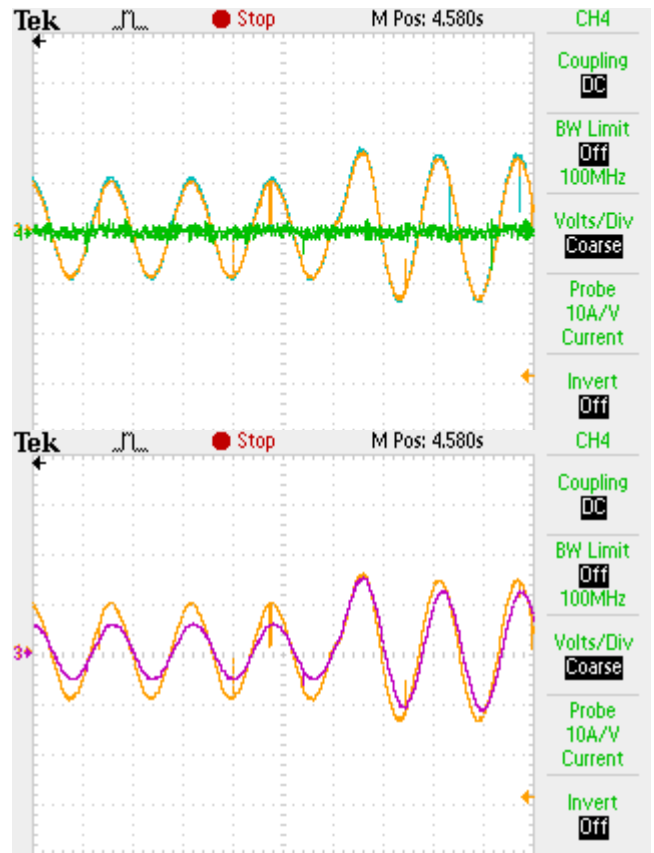 Tek Stop M Pos: 4.580s CH4
Coupling
DC
BW Limit
Off
100MHz
4
Volts/Div
Coarse
Probe
10A/V
Current
Invert
Off
Tek Stop M Pos: 4.580s CH4
Coupling
DC
BW Limit
Off
100MHz
3
Volts/Div
Coarse
Probe
10A/V
Current
Invert
Off